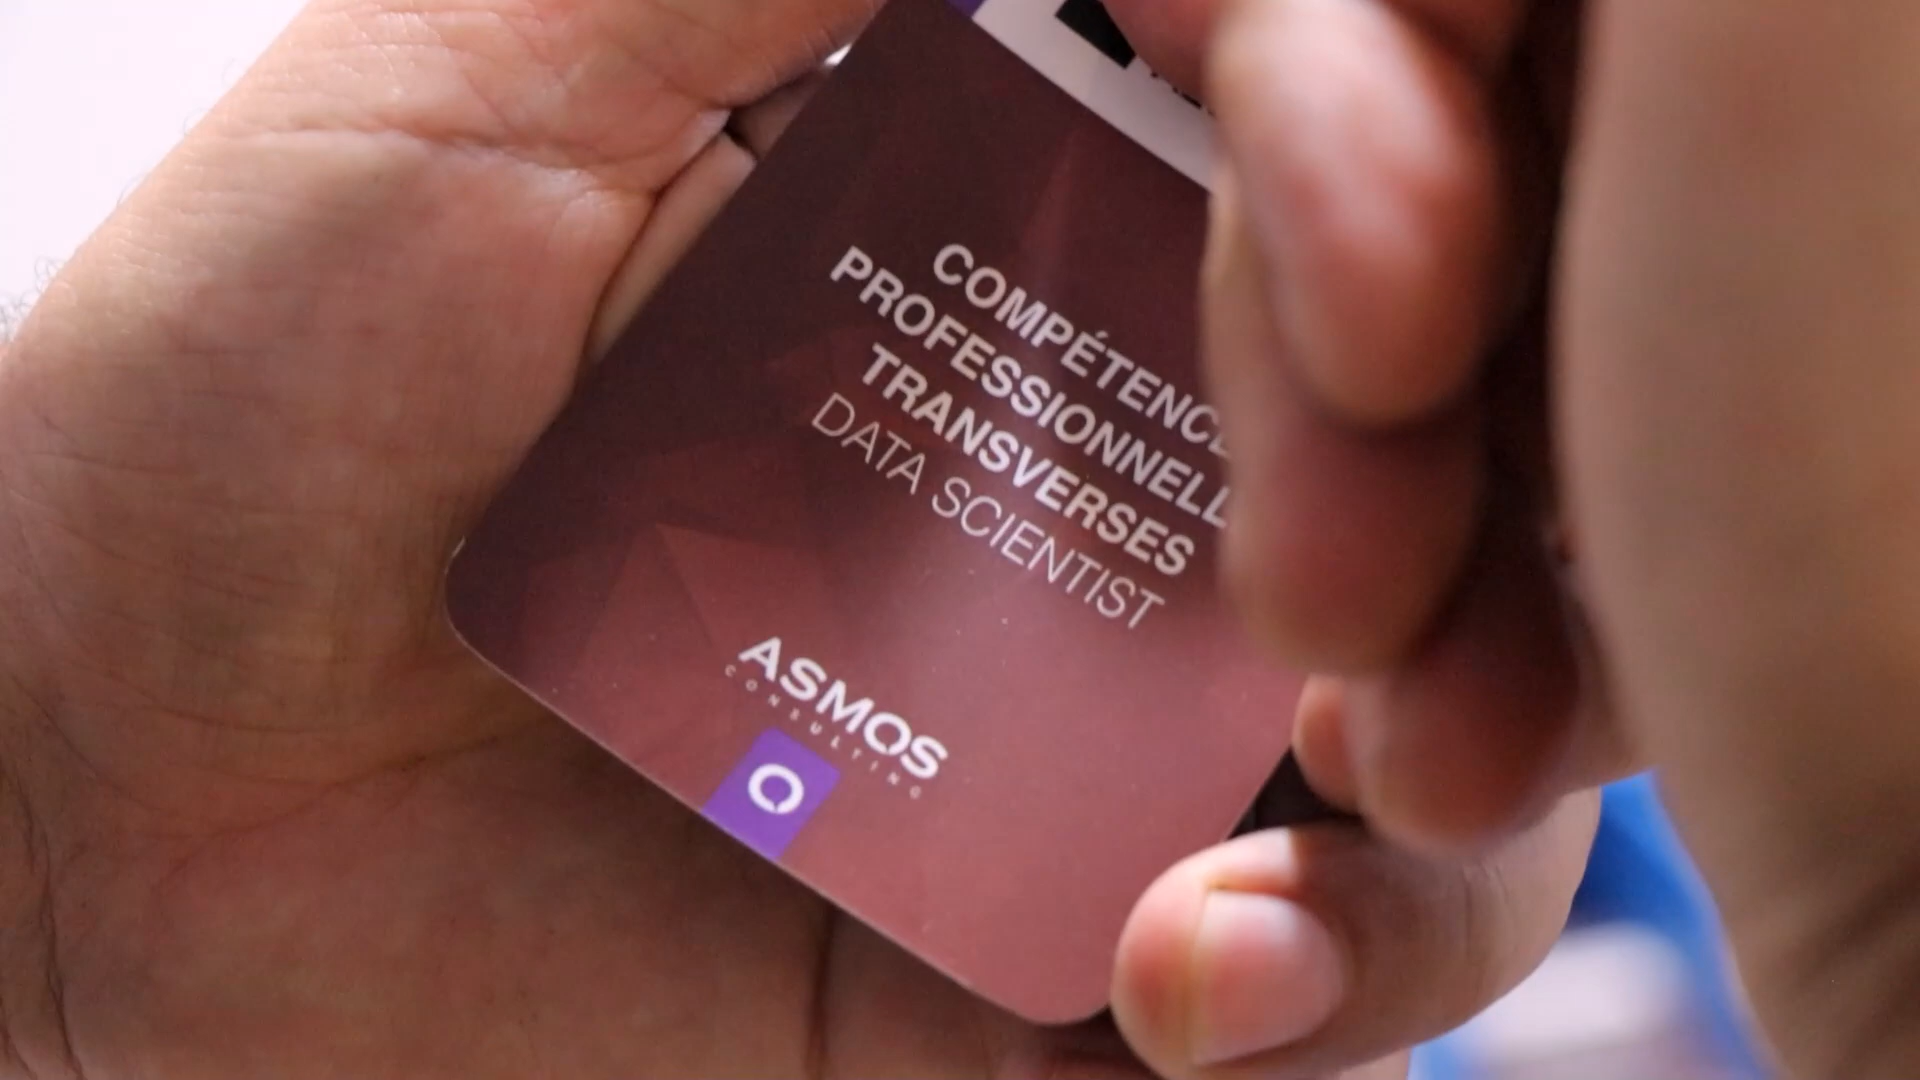 COMPÉTENCE
PROFESSIONNELL
TRANSVERSES
DATA SCIENTIST
ASMOS
CONSULTING